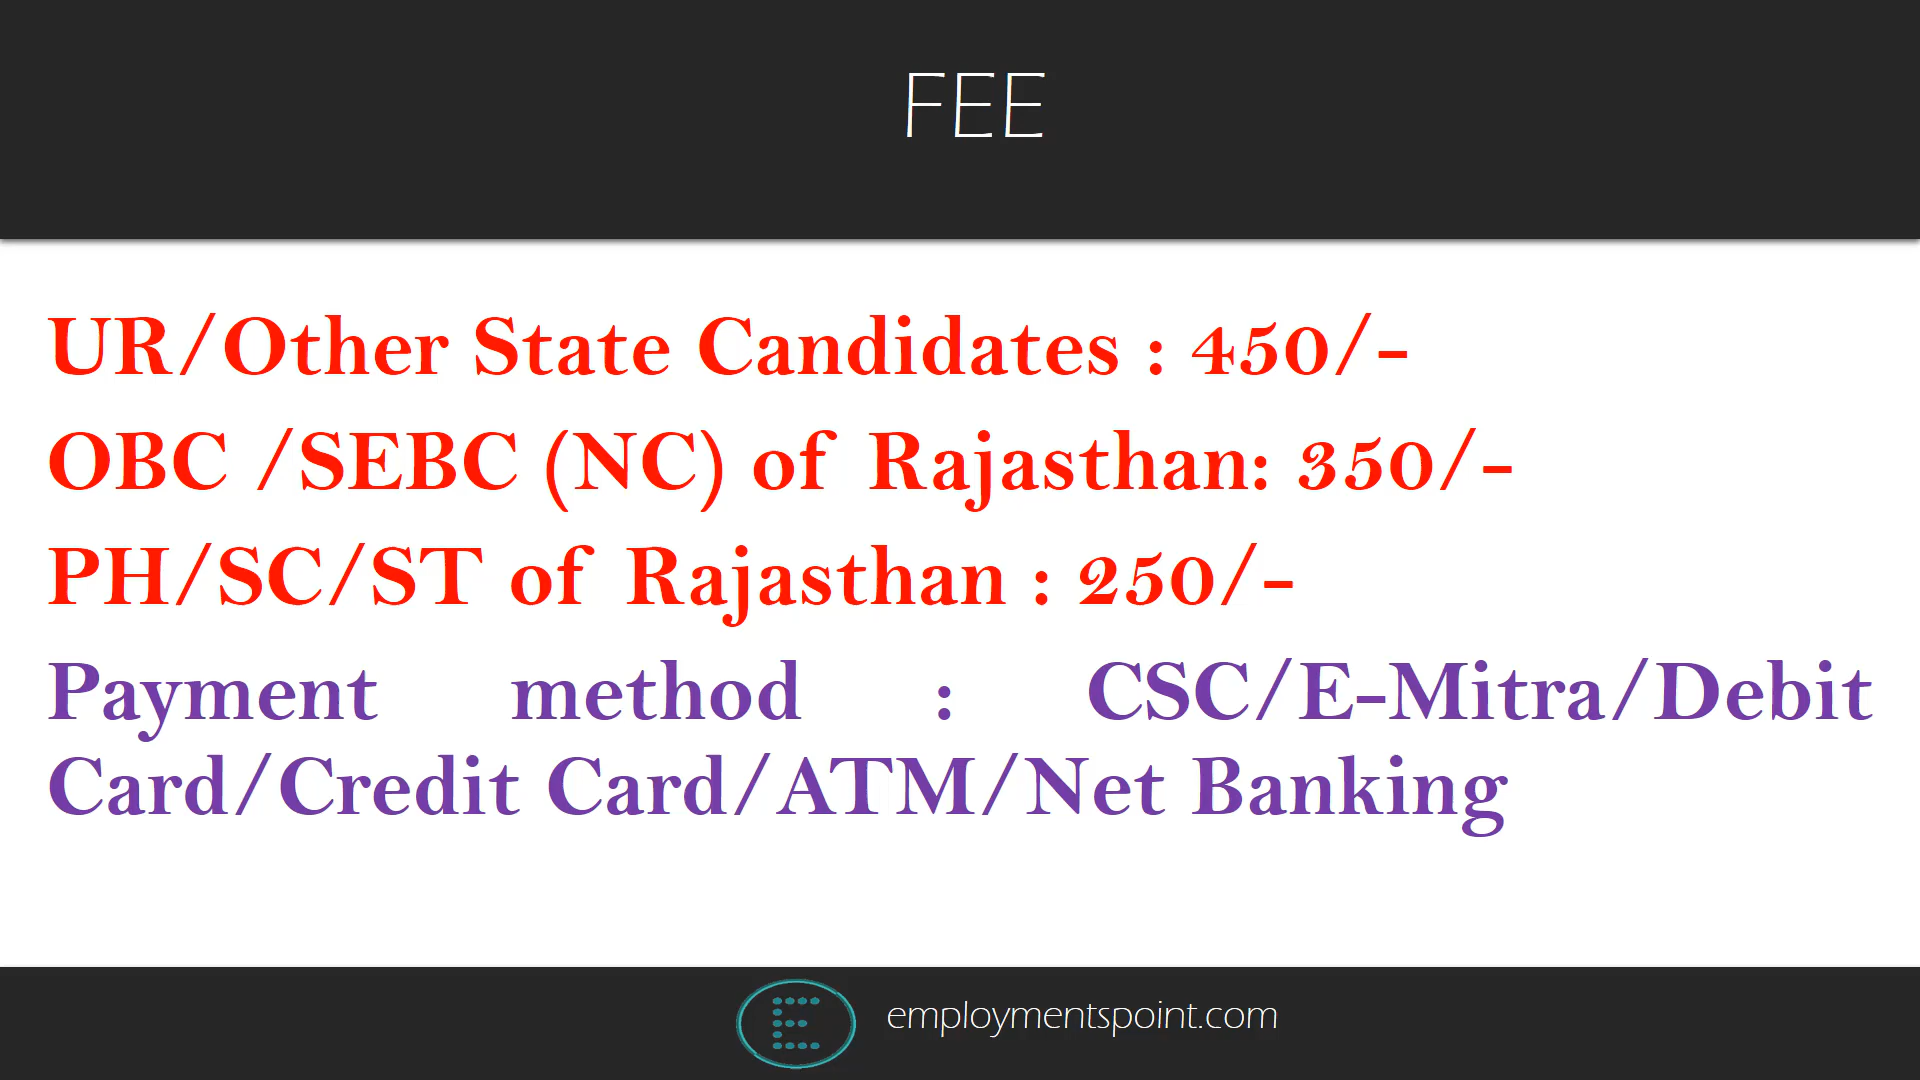 FEE
UR/Other State Candidates : 450/-
OBC /SEBC (NC) of Rajasthan: 350/-
PH/SC/ST of Rajasthan : 250/-
Payment method : CSC/E-Mitra/Debit
Card/Credit Card/ATM/Net Banking
E
employmentspoint.com